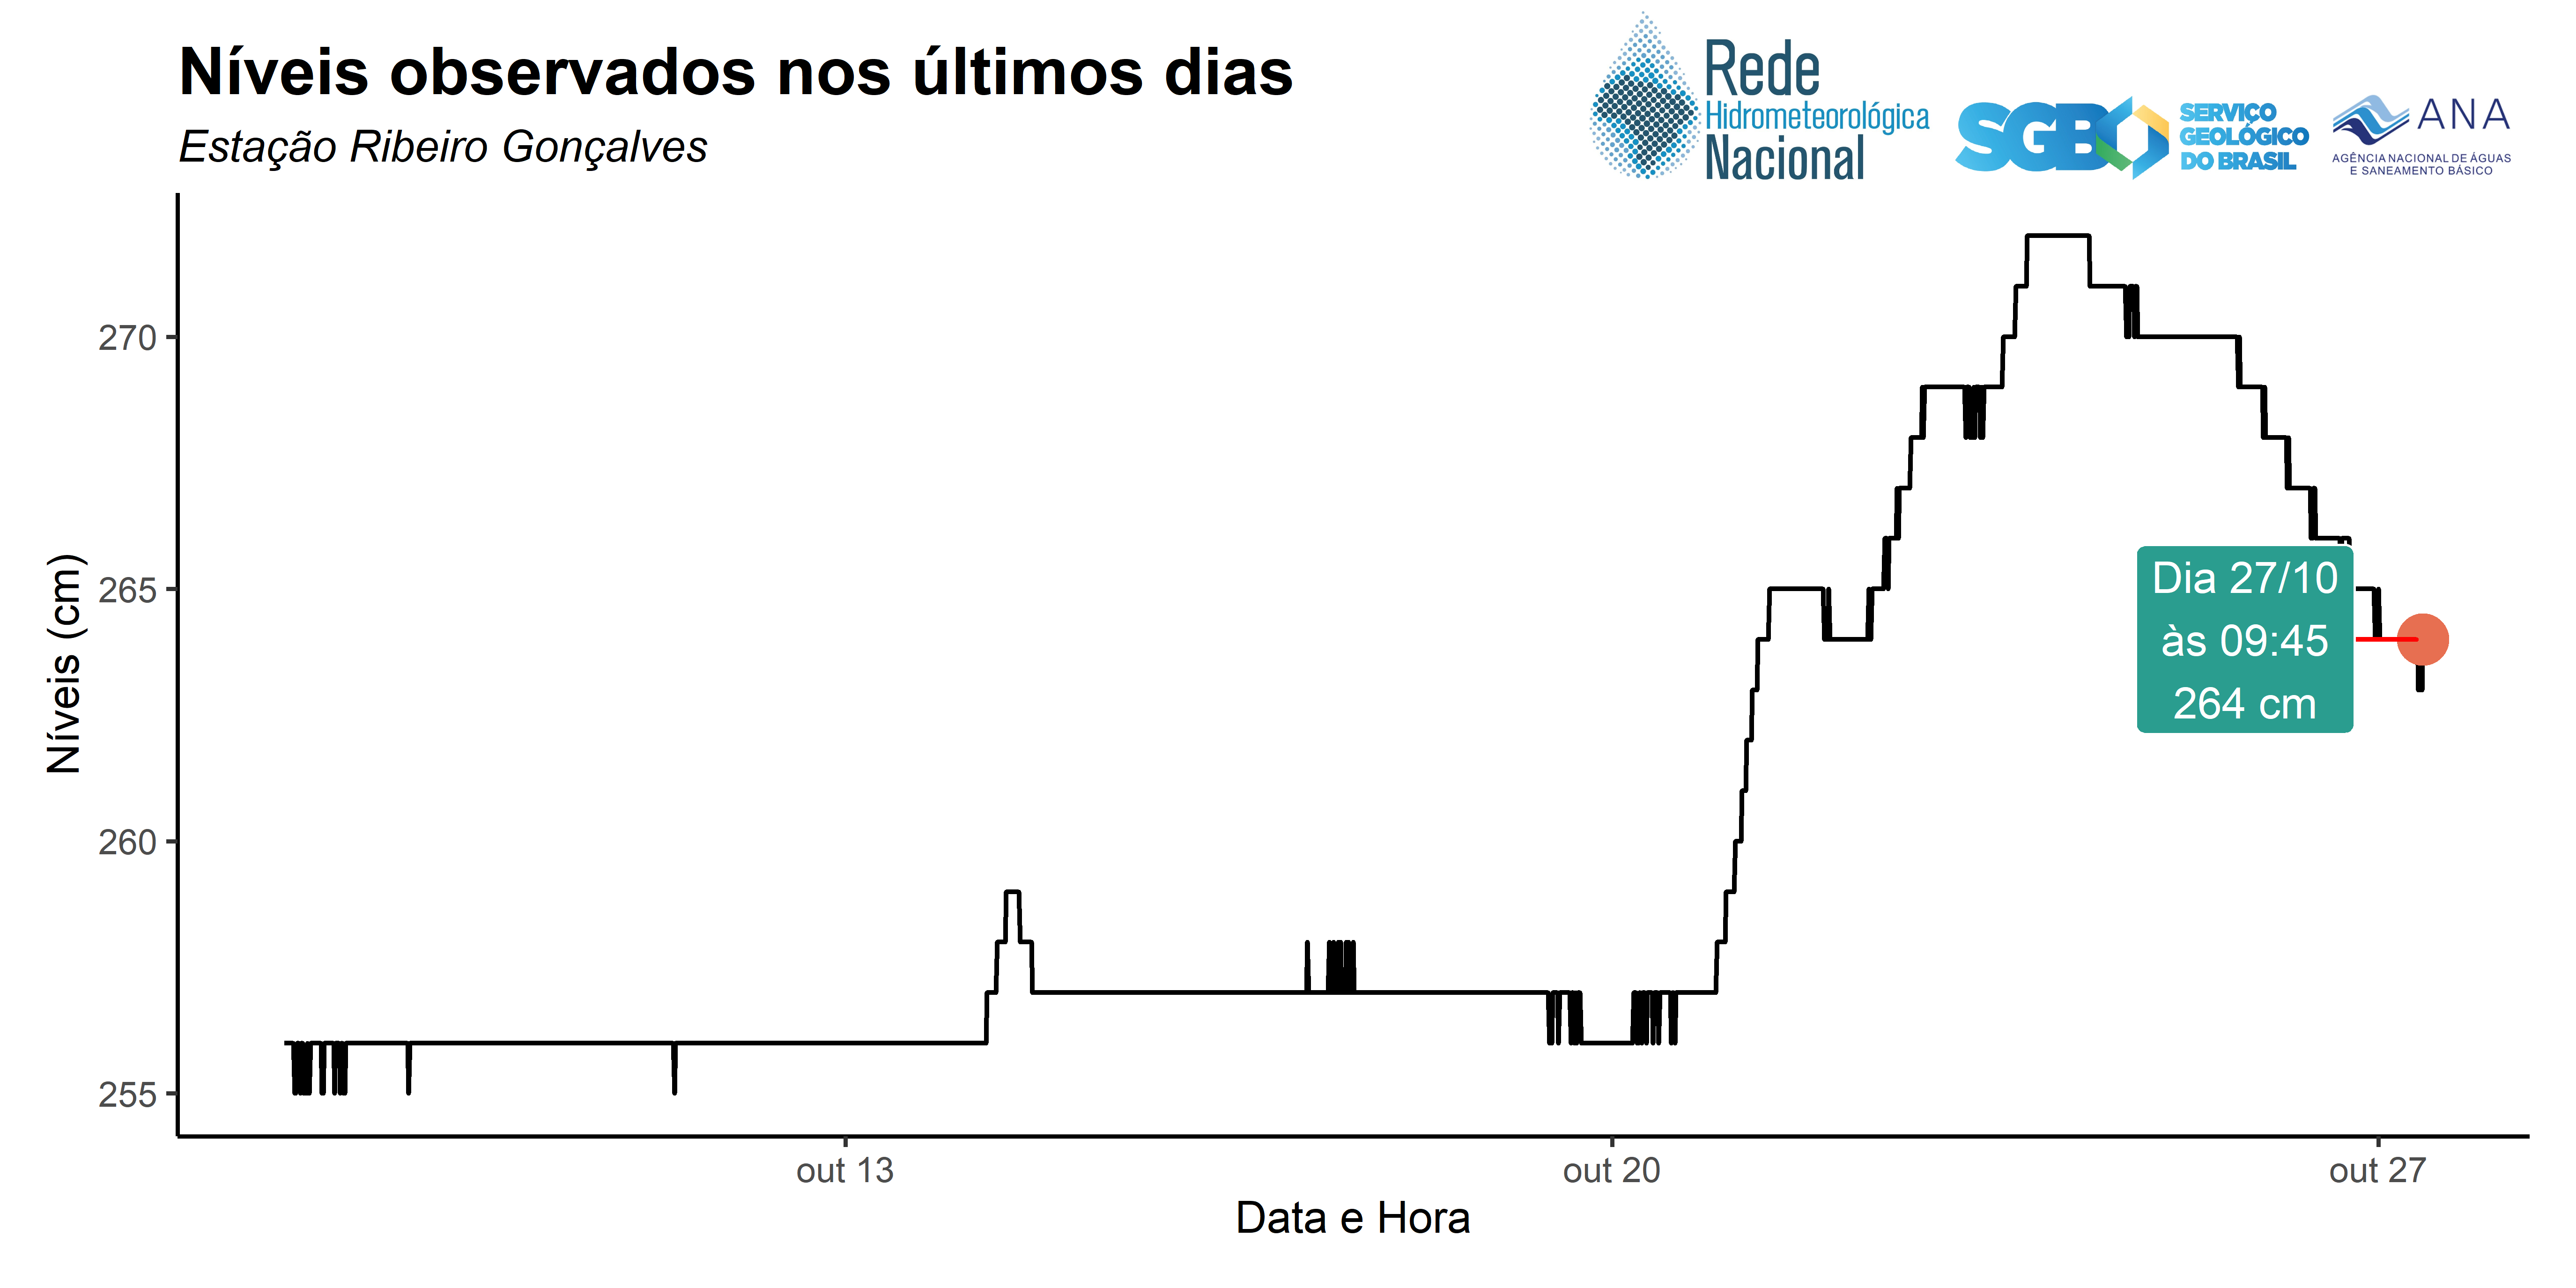 Níveis observados nos últimos dias
Estação Ribeiro Gonçalves
Rede
Hidrometeorológica
Nacional
SGB
SERVIÇO
GEOLÓGICO
DO BRASIL
ANA
AGÊNCIA NACIONAL DE ÁGUAS
E SANEAMENTO BÁSICO
Níveis (cm)
270
265
260
255
Dia 27/10
às 09:45
264 cm
out 13
out 20
out 27
Data e Hora